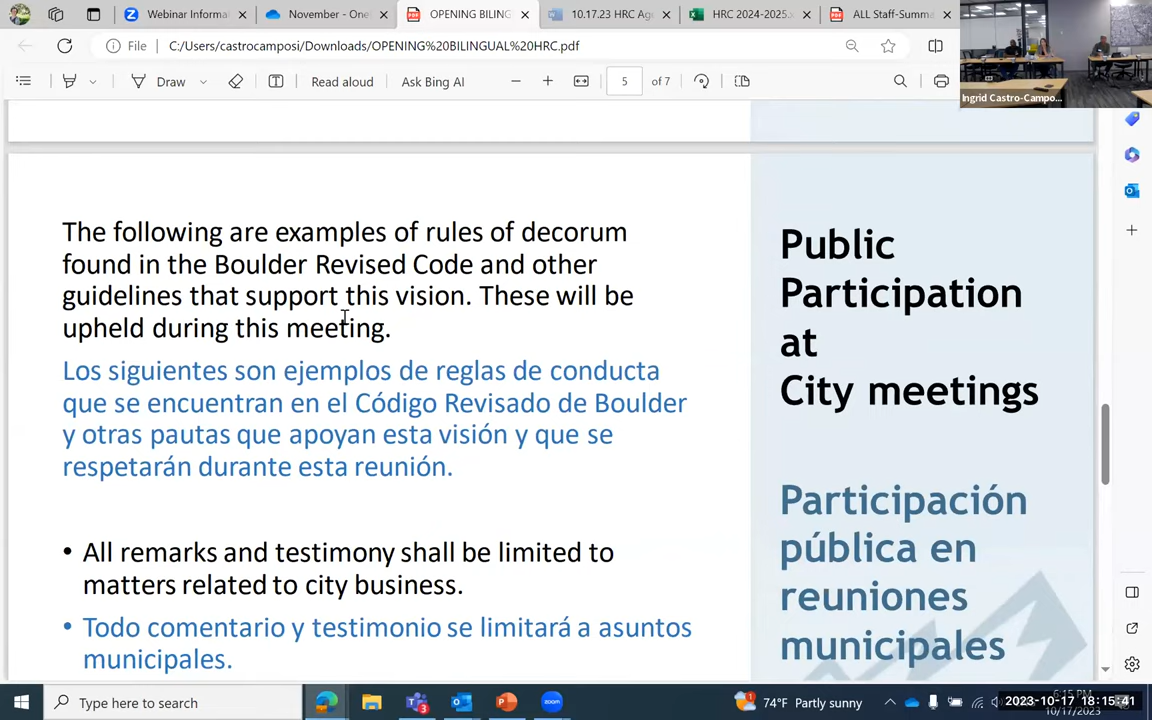 Webinar Informa
November - One
OPENING BILING
10.17.23 HRC Ag
HRC 2024-2025.x
ALL Staff-Summa
File
C:/Users/castrocamposi/Downloads/OPENING%20BILINGUAL%20HRC.pdf
Ingrid Castro-Campo...
Draw
Read aloud
Ask Bing AI
5 of 7
The following are examples of rules of decorum
found in the Boulder Revised Code and other
guidelines that support this vision. These will be
upheld during this meeting.
Los siguientes son ejemplos de reglas de conducta
que se encuentran en el Código Revisado de Boulder
y otras pautas que apoyan esta visión y que se
respetarán durante esta reunión.
• All remarks and testimony shall be limited to
matters related to city business.
• Todo comentario y testimonio se limitará a asuntos
municipales.
Public
Participation
at
City meetings
Participación
pública en
reuniones
municipales
Type here to search
74°F Partly sunny
6:15 PM
2023-10-17 18:15:41
10/17/2023